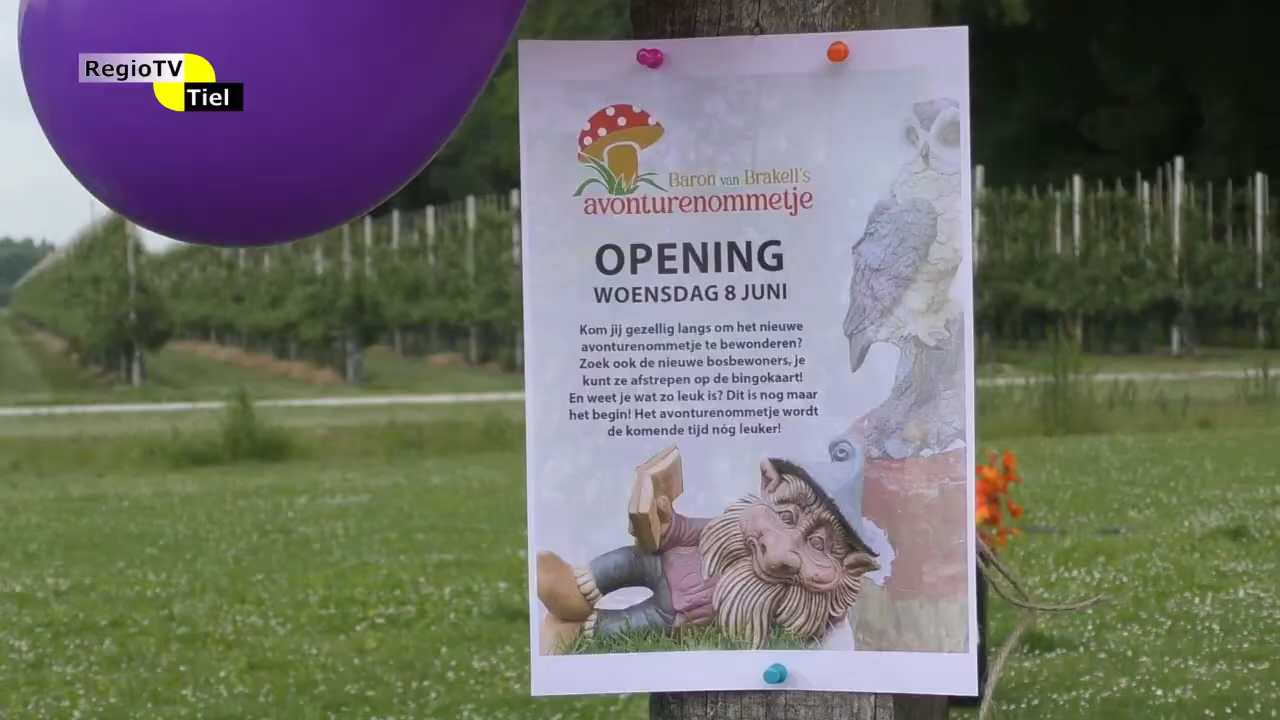 RegioTV
Tiel
Baron van Brakell's
avonturenommetje
OPENING
WOENSDAG 8 JUNI
Kom jij gezellig langs om het nieuwe
avonturenommetje te bewonderen?
Zoek ook de nieuwe bosbewoners, je
kunt ze afstrepen op de bingokaart!
En weet je wat zo leuk is? Dit is nog maar
het begin! Het avonturenommetje wordt
de komende tijd nóg leuker!